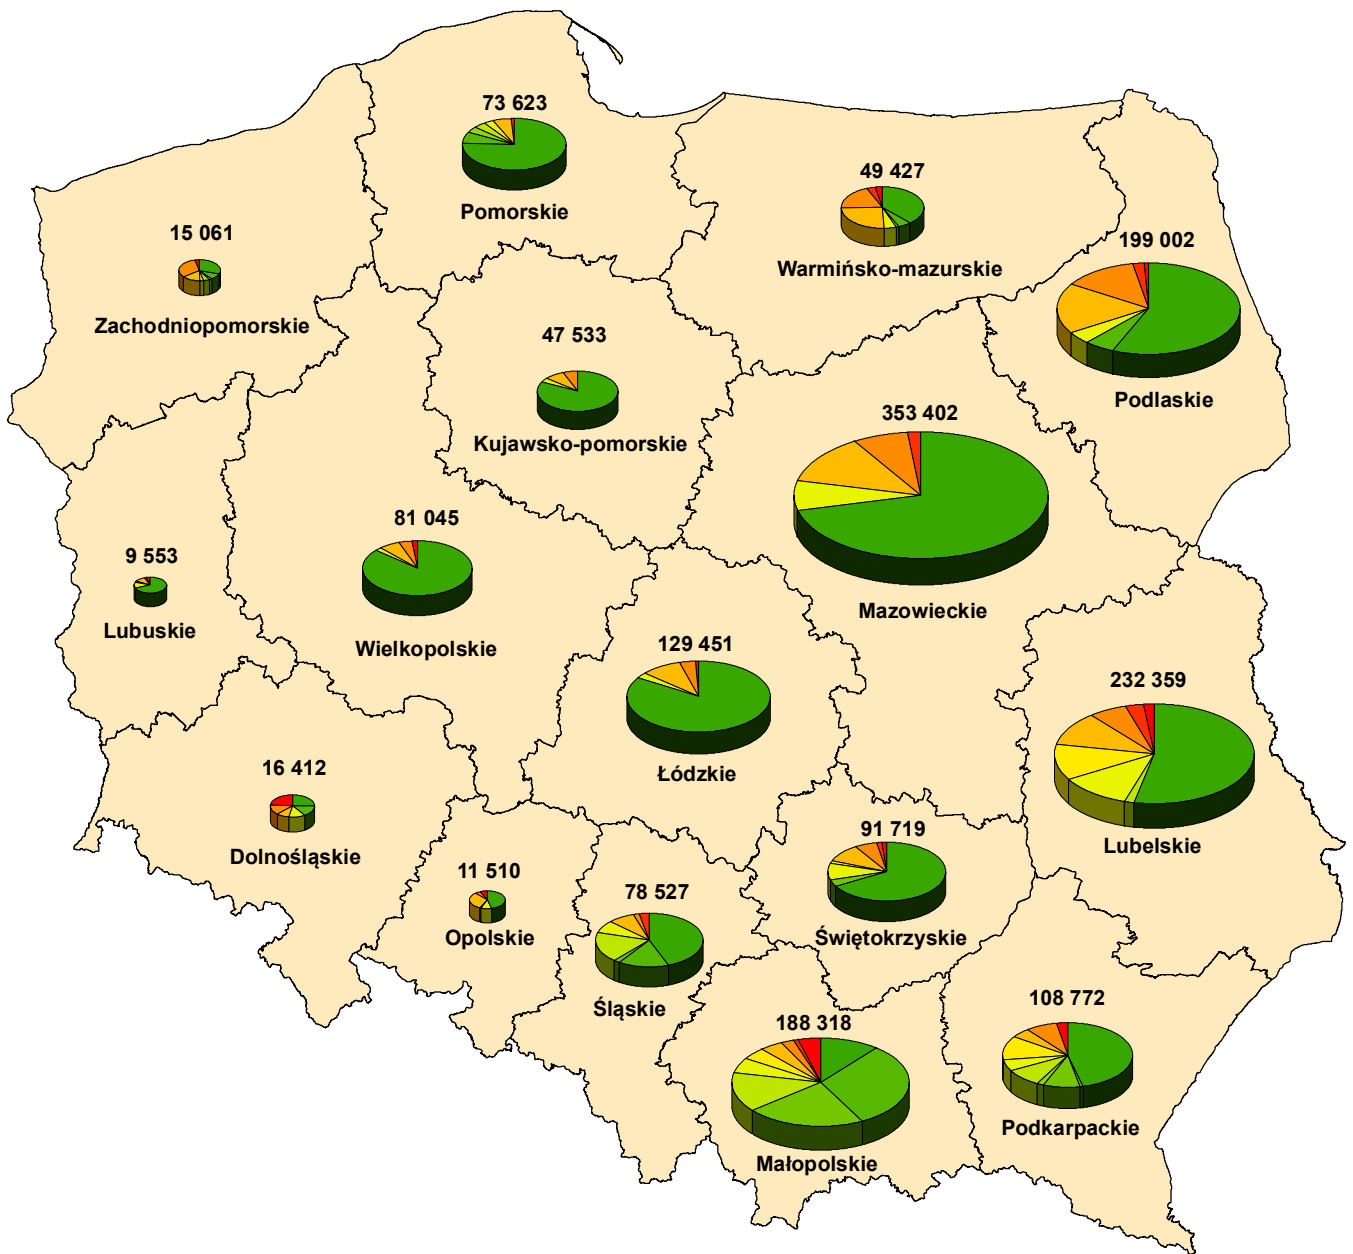 73 623
Pomorskie
49 427
Warmińsko-mazurskie
15 061
Zachodniopomorskie
199 002
Podlaskie
47 533
Kujawsko-pomorskie
353 402
Mazowieckie
9 553
Lubuskie
81 045
Wielkopolskie
129 451
Łódzkie
232 359
Lubelskie
16 412
Dolnośląskie
11 510
Opolskie
78 527
Śląskie
91 719
Świętokrzyskie
188 318
Małopolskie
108 772
Podkarpackie